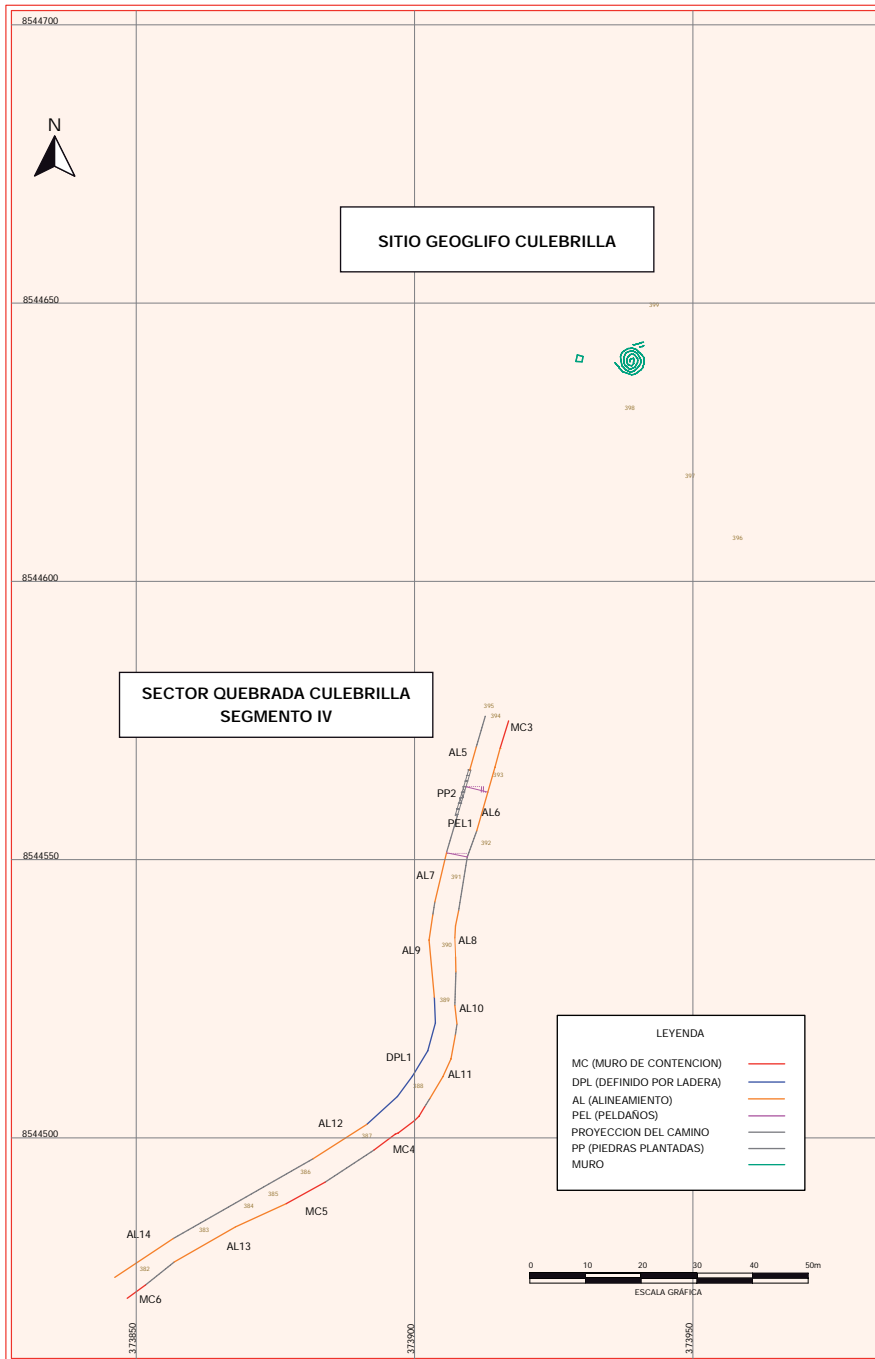 8544700
N
SITIO GEOGLIFO CULEBRILLA
8544650
399
398
397
396
8544600
SECTOR QUEBRADA CULEBRILLA
SEGMENTO IV
395
394
MC3
AL5
393
PP2
AL6
PEL1
392
8544550
AL7
391
AL9
390
AL8
389
AL10
DPL1
AL11
388
AL12
387
8544500
MC4
386
385
384
MC5
383
AL14
AL13
382
MC6
LEYENDA
MC (MURO DE CONTENCION)
DPL (DEFINIDO POR LADERA)
AL (ALINEAMIENTO)
PEL (PELDAÑOS)
PROYECCION DEL CAMINO
PP (PIEDRAS PLANTADAS)
MURO
0 10 20 30 40 50m
ESCALA GRÁFICA
373850
373900
373950